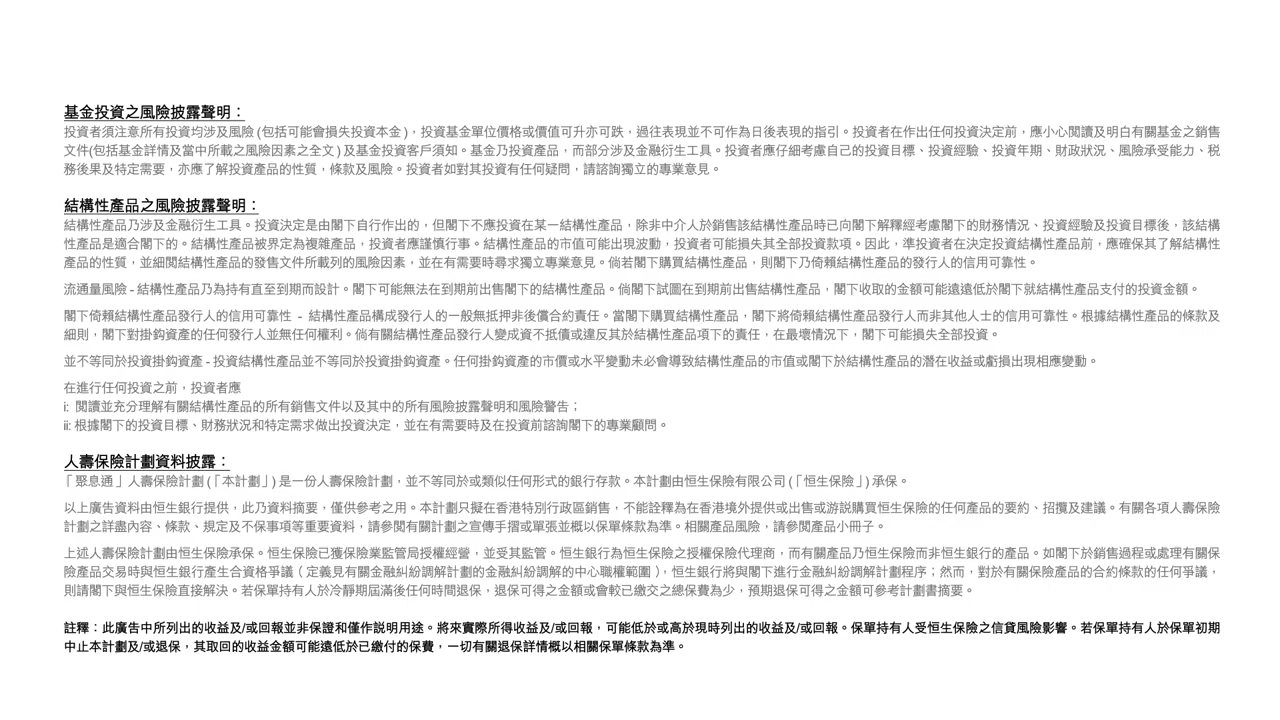 基金投資之風險披露聲明：
投資者須注意所有投資均涉及風險 (包括可能會損失投資本金 )，投資基金單位價格或價值可升亦可跌，過往表現並不可作為日後表現的指引。投資者在作出任何投資決定前，應小心閱讀及明白有關基金之銷售
文件(包括基金詳情及當中所載之風險因素之全文 ) 及基金投資客戶須知。基金乃投資產品，而部分涉及金融衍生工具。投資者應仔細考慮自己的投資目標、投資經驗、投資年期、財政狀況、風險承受能力、稅
務後果及特定需要，亦應了解投資產品的性質，條款及風險。投資者如對其投資有任何疑問，請諮詢獨立的專業意見。
結構性產品之風險披露聲明：
結構性產品乃涉及金融衍生工具。投資決定是由閣下自行作出的，但閣下不應投資在某一結構性產品，除非中介人於銷售該結構性產品時已向閣下解釋經考慮閣下的財務情況、投資經驗及投資目標後，該結構
性產品是適合閣下的。結構性產品被界定為複雜產品，投資者應謹慎行事。結構性產品的市值可能出現波動，投資者可能損失其全部投資款項。因此，準投資者在決定投資結構性產品前，應確保其了解結構性
產品的性質，並細閱結構性產品的發售文件所載列的風險因素，並在有需要時尋求獨立專業意見。倘若閣下購買結構性產品，則閣下乃倚賴結構性產品的發行人的信用可靠性。
流通量風險 - 結構性產品乃為持有直至到期而設計。閣下可能無法在到期前出售閣下的結構性產品。倘閣下試圖在到期前出售結構性產品，閣下收取的金額可能遠遠低於閣下就結構性產品支付的投資金額。
閣下倚賴結構性產品發行人的信用可靠性 - 結構性產品構成發行人的一般無抵押非後償合約責任。當閣下購買結構性產品，閣下將倚賴結構性產品發行人而非其他人士的信用可靠性。根據結構性產品的條款及
細則，閣下對掛鈎資產的任何發行人並無任何權利。倘有關結構性產品發行人變成資不抵債或違反其於結構性產品項下的責任，在最壞情況下，閣下可能損失全部投資。
並不等同於投資掛鈎資產 - 投資結構性產品並不等同於投資掛鈎資產。任何掛鈎資產的市價或水平變動未必會導致結構性產品的市值或閣下於結構性產品的潛在收益或虧損出現相應變動。
在進行任何投資之前，投資者應
i: 閱讀並充分理解有關結構性產品的所有銷售文件以及其中的所有風險披露聲明和風險警告；
ii: 根據閣下的投資目標、財務狀況和特定需求做出投資決定，並在有需要時及在投資前諮詢閣下的專業顧問。
人壽保險計劃資料披露：
「聚息通」人壽保險計劃 (「本計劃」) 是一份人壽保險計劃，並不等同於或類似任何形式的銀行存款。本計劃由恒生保險有限公司 (「恒生保險」) 承保。
以上廣告資料由恒生銀行提供，此乃資料摘要，僅供參考之用。本計劃只擬在香港特別行政區銷售，不能詮釋為在香港境外提供或出售或游説購買恒生保險的任何產品的要約、招攬及建議。有關各項人壽保險
計劃之詳盡內容、條款、規定及不保事項等重要資料，請參閱有關計劃之宣傳手摺或單張並概以保單條款為準。相關產品風險，請參閱產品小冊子。
上述人壽保險計劃由恒生保險承保。恒生保險已獲保險業監管局授權經營，並受其監管。恒生銀行為恒生保險之授權保險代理商，而有關產品乃恒生保險而非恒生銀行的產品。如閣下於銷售過程或處理有關保
險產品交易時與恒生銀行產生合資格爭議（定義見有關金融糾紛調解計劃的金融糾紛調解的中心職權範圍），恒生銀行將與閣下進行金融糾紛調解計劃程序；然而，對於有關保險產品的合約條款的任何爭議，
則請閣下與恒生保險直接解決。若保單持有人於冷靜期屆滿後任何時間退保，退保可得之金額或會較已繳交之總保費為少，預期退保可得之金額可參考計劃書摘要。
註釋：此廣告中所列出的收益及/或回報並非保證和僅作説明用途。將來實際所得收益及/或回報，可能低於或高於現時列出的收益及/或回報。保單持有人受恒生保險之信貸風險影響。若保單持有人於保單初期
中止本計劃及/或退保，其取回的收益金額可能遠低於已繳付的保費，一切有關退保詳情概以相關保單條款為準。